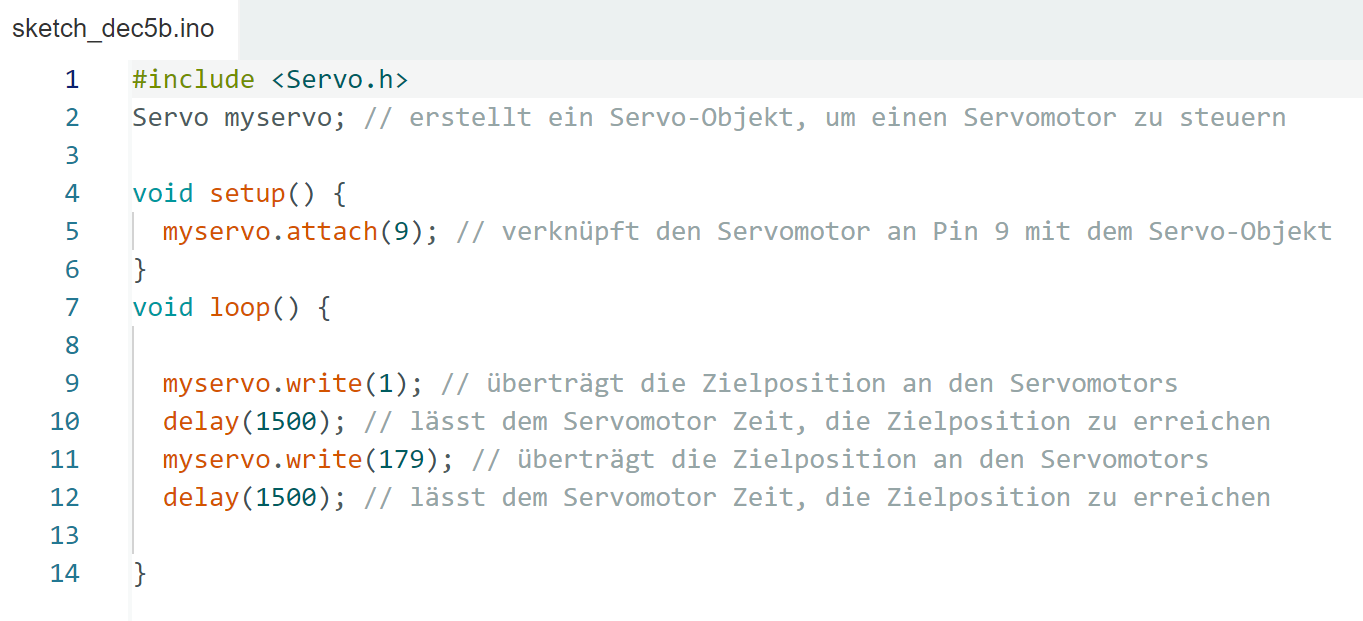 sketch_dec5b.ino
1 #include <Servo.h>
2 Servo myservo; // erstellt ein Servo-Objekt, um einen Servomotor zu steuern
3
4 void setup() {
5 myservo.attach(9); // verknüpft den Servomotor an Pin 9 mit dem Servo-Objekt
6 }
7 void loop() {
8
9 myservo.write(1); // überträgt die Zielposition an den Servomotors
10 delay(1500); // lässt dem Servomotor Zeit, die Zielposition zu erreichen
11 myservo.write(179); // überträgt die Zielposition an den Servomotors
12 delay(1500); // lässt dem Servomotor Zeit, die Zielposition zu erreichen
13
14 }